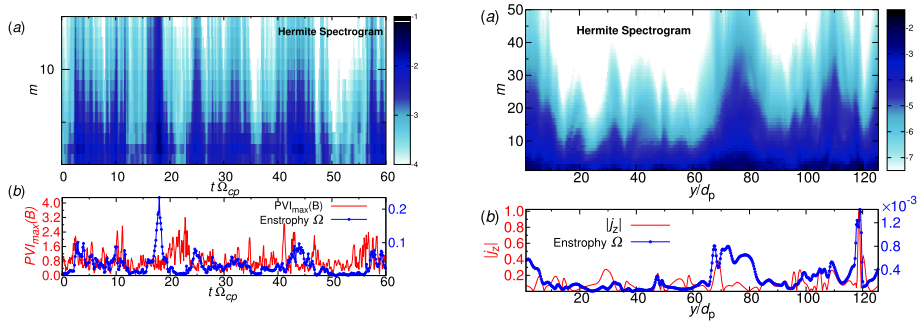 (a)
Hermite Spectrogram
m
10
0 10 20 30 40 50 60
t Ω_cp
-1
-2
-3
-4
(b)
PVI_max(B)
4.0
3.2
2.4
1.6
0.8
0.0
PVI_max(B)
Enstrophy Ω
0.2
0.1
0
0 10 20 30 40 50 60
t Ω_cp
(a)
Hermite Spectrogram
m
50
40
30
20
10
0 20 40 60 80 100 120
y/d_p
-2
-3
-4
-5
-6
-7
(b)
|j_z|
1.0
0.8
0.6
0.4
0.2
|j_z|
Enstrophy Ω
×10⁻³
1.2
0.8
0.4
0 20 40 60 80 100 120
y/d_p